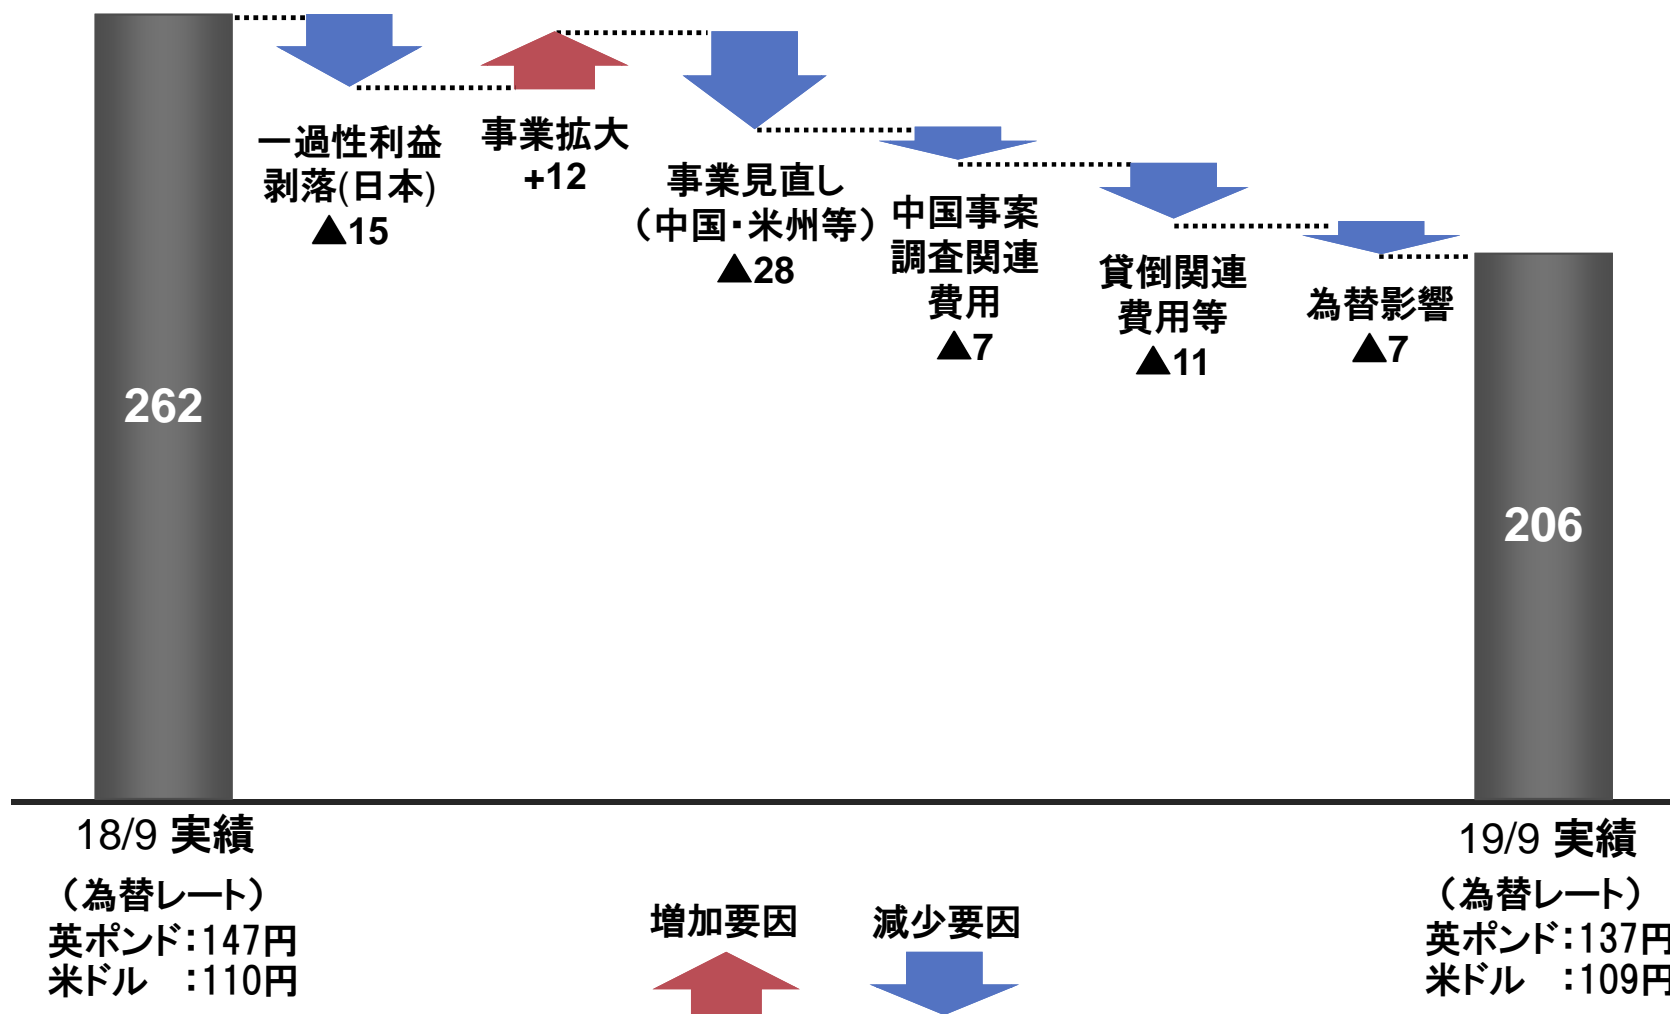 一過性利益
剥落(日本)
▲15
事業拡大
+12
事業見直し
（中国・米州等）
▲28
中国事案
調査関連
費用
▲7
貸倒関連
費用等
▲11
為替影響
▲7
262
206
18/9 実績
（為替レート）
英ポンド：147円
米ドル　：110円
増加要因
減少要因
19/9 実績
（為替レート）
英ポンド：137円
米ドル　：109円